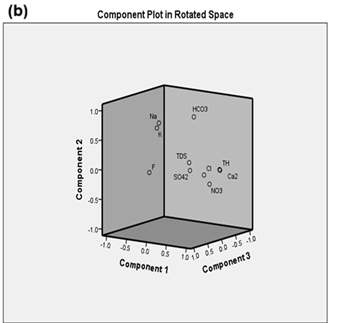 (b)
Component Plot in Rotated Space
HCO3
Na
K
TDS
Cl
TH
F
SO42
Ca2
NO3
Component 2
1.0
0.5
0.0
-0.5
-1.0
-1.0
-0.5
0.0
0.5
1.0
Component 1
1.0
0.5
0.0
-0.5
-1.0
Component 3